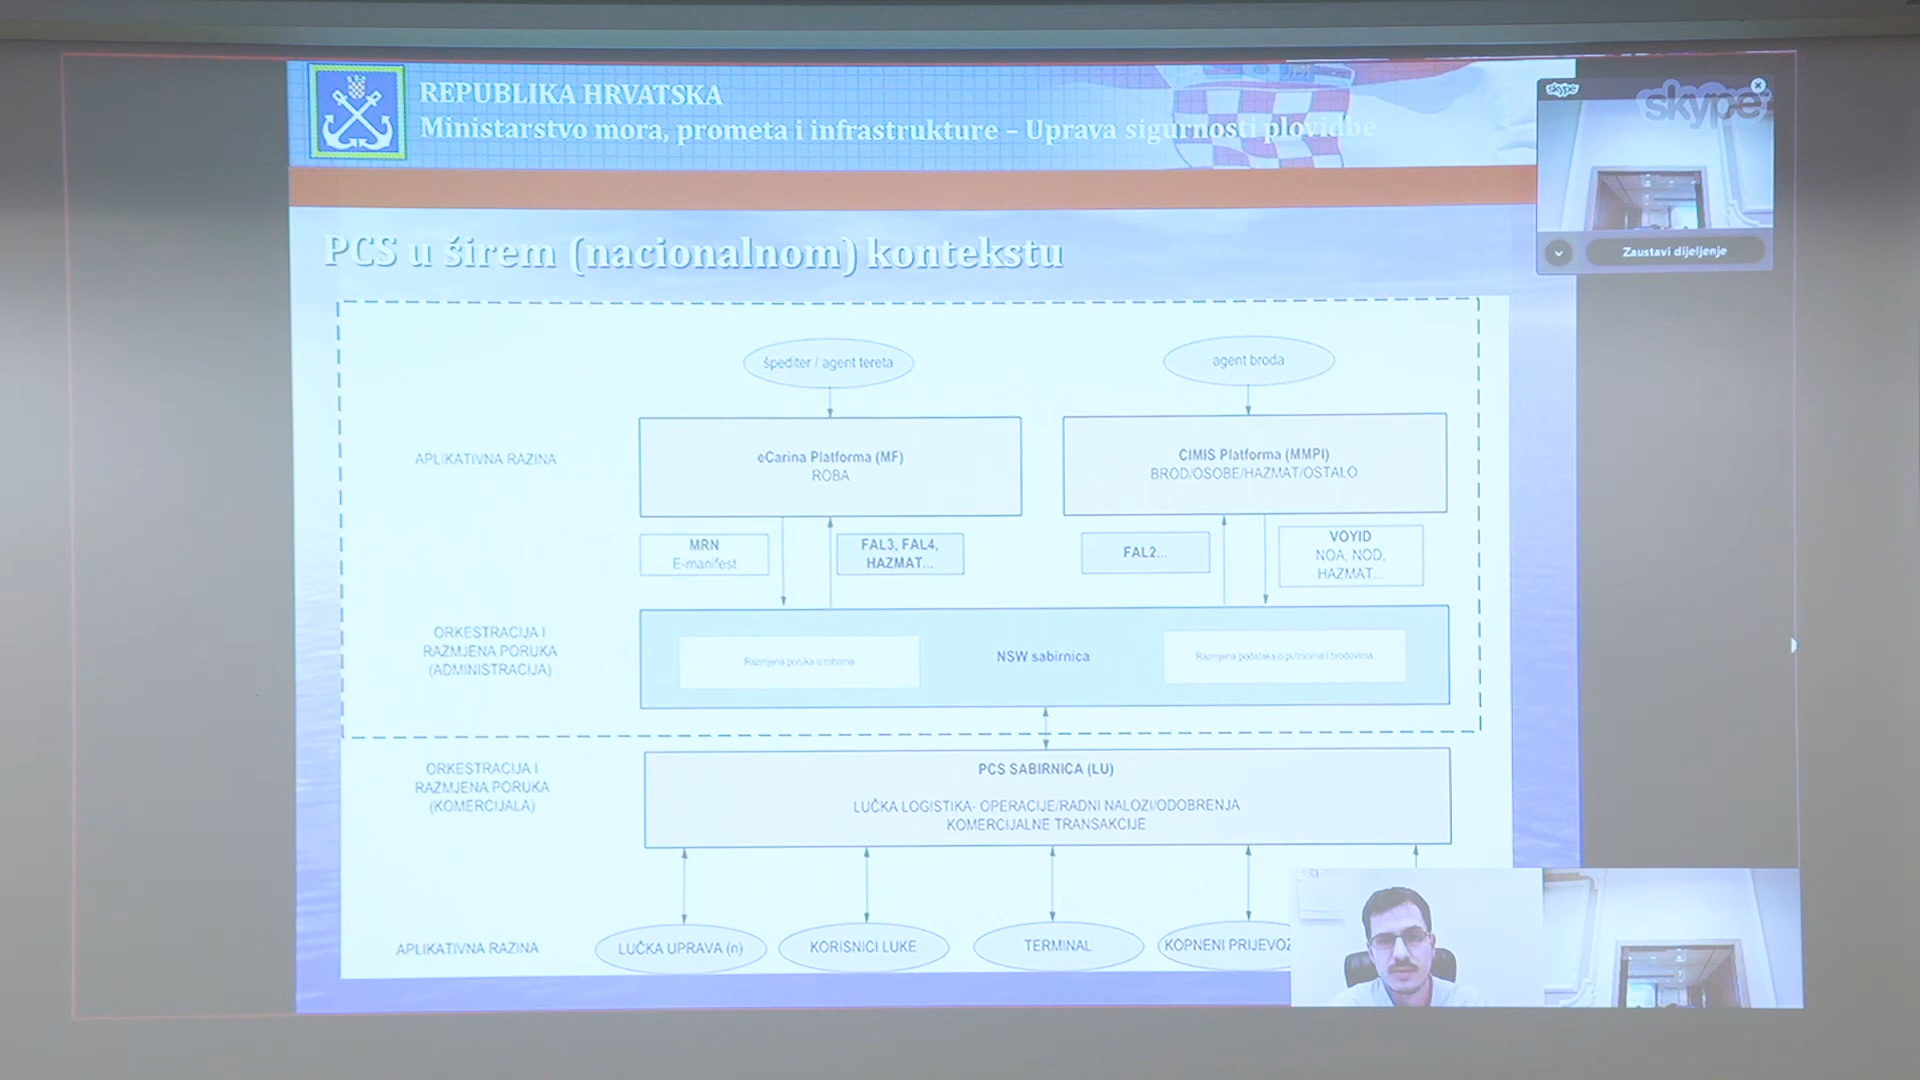 REPUBLIKA HRVATSKA
Ministarstvo mora, prometa i infrastrukture – Uprava sigurnosti plovidbe
skype
skype
Zaustavi dijeljenje
PCS u širem (nacionalnom) kontekstu
špediter / agent tereta
agent broda
APLIKATIVNA RAZINA
eCarina Platforma (MF)
ROBA
CIMIS Platforma (MMPI)
BROD/OSOBE/HAZMAT/OSTALO
MRN
E-manifest
FAL3, FAL4,
HAZMAT...
FAL2...
VOYID
NOA, NOD,
HAZMAT...
ORKESTRACIJA I
RAZMJENA PORUKA
(ADMINISTRACIJA)
Razmjena poruka o robama
NSW sabirnica
Razmjena podataka o putnicima i brodovima
ORKESTRACIJA I
RAZMJENA PORUKA
(KOMERCIJALA)
PCS SABIRNICA (LU)
LUČKA LOGISTIKA- OPERACIJE/RADNI NALOZI/ODOBRENJA
KOMERCIJALNE TRANSAKCIJE
APLIKATIVNA RAZINA
LUČKA UPRAVA (n)
KORISNICI LUKE
TERMINAL
KOPNENI PRIJEVOZ